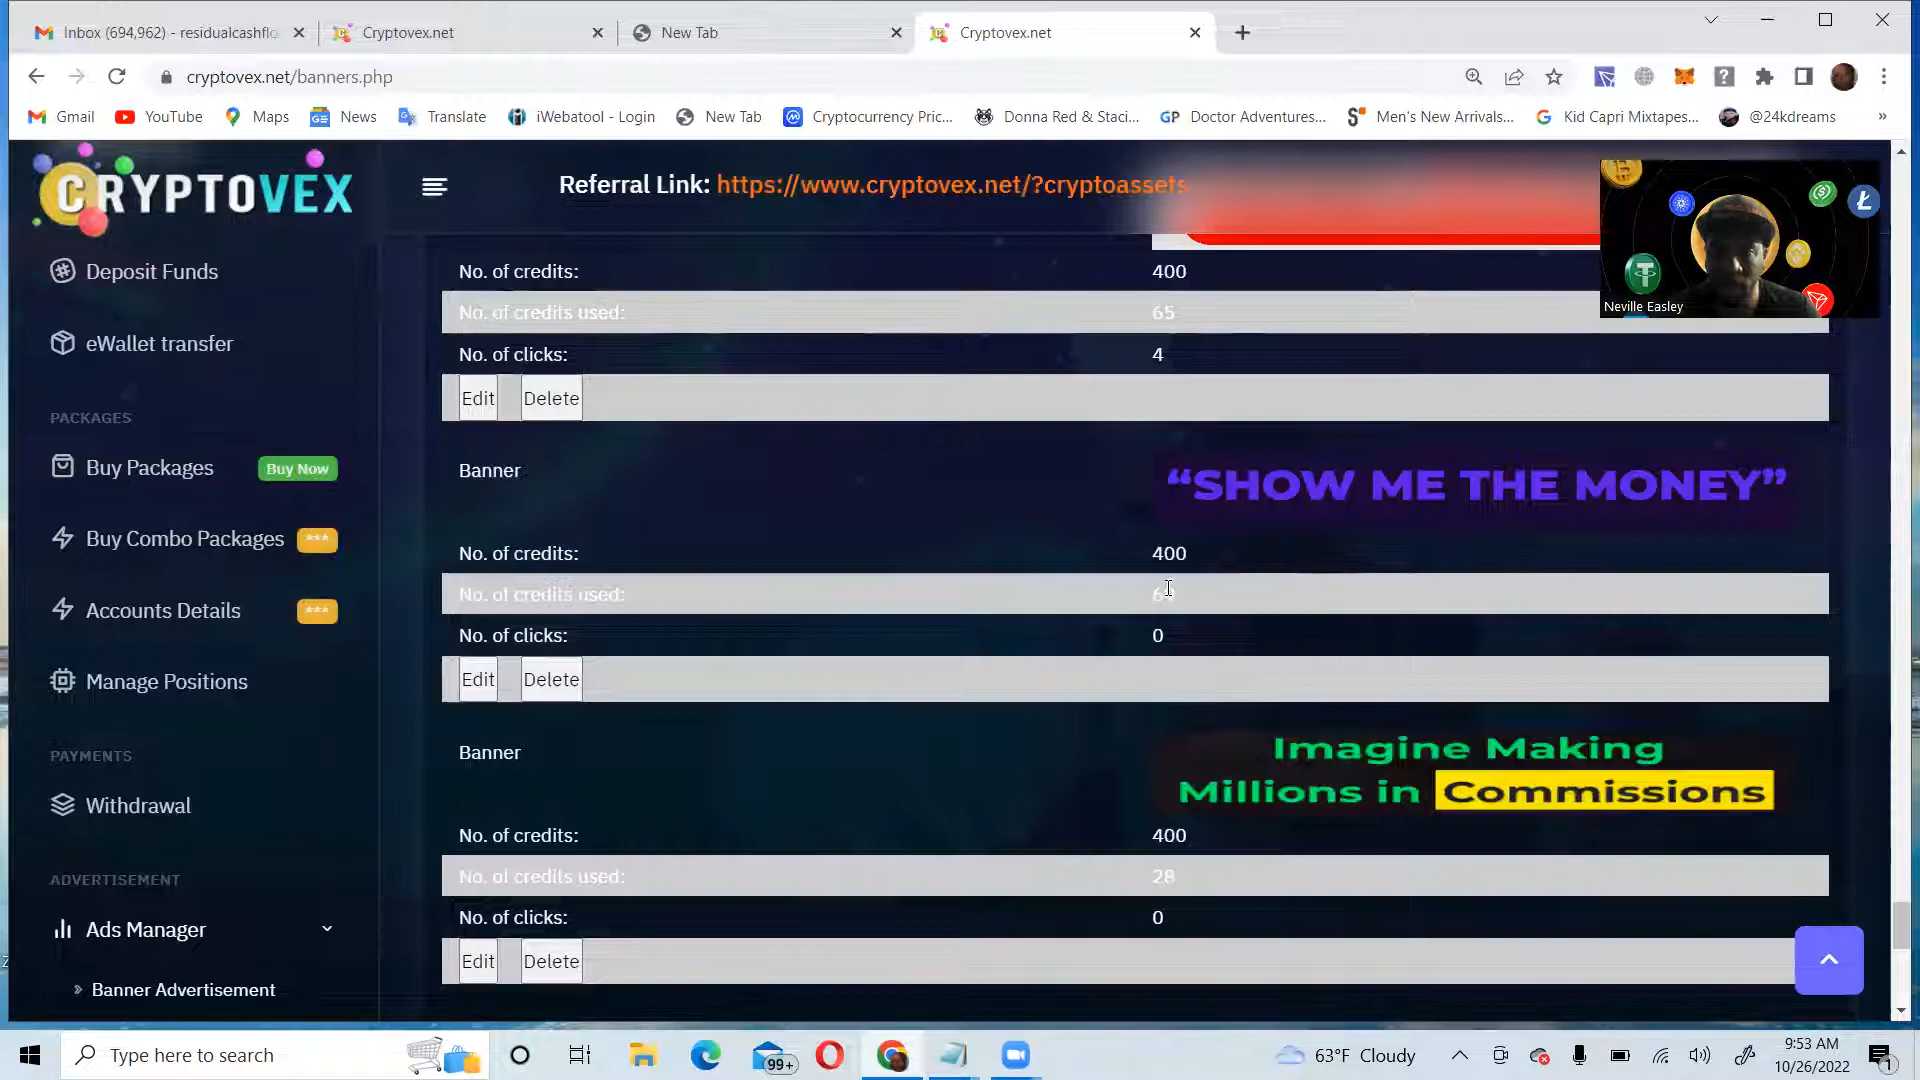 Inbox (694,962) - residualcashflo
Cryptovex.net
New Tab
Cryptovex.net
cryptovex.net/banners.php
Gmail
YouTube
Maps
News
Translate
iWebatool - Login
New Tab
Cryptocurrency Pric...
Donna Red & Staci...
GP Doctor Adventures...
Men's New Arrivals...
Kid Capri Mixtapes...
@24kdreams
»
CRYPTOVEX
Referral Link: https://www.cryptovex.net/?cryptoassets
Neville Easley
Deposit Funds
eWallet transfer
PACKAGES
Buy Packages Buy Now
Buy Combo Packages ***
Accounts Details ***
Manage Positions
PAYMENTS
Withdrawal
ADVERTISEMENT
Ads Manager
Banner Advertisement
No. of credits: 400
No. of credits used: 65
No. of clicks: 4
Edit Delete
Banner
“SHOW ME THE MONEY”
No. of credits: 400
No. of credits used:
No. of clicks: 0
Edit Delete
Banner
Imagine Making
Millions in Commissions
No. of credits: 400
No. of credits used: 28
No. of clicks: 0
Edit Delete
Type here to search
99+
63°F Cloudy
9:53 AM
10/26/2022
1